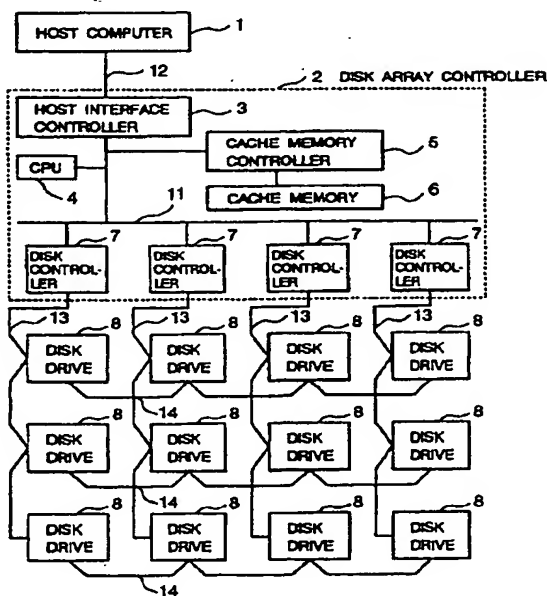 HOST COMPUTER
1
12
2 DISK ARRAY CONTROLLER
HOST INTERFACE
CONTROLLER
3
CACHE MEMORY
CONTROLLER
5
CPU
4
CACHE MEMORY
6
11
7 7 7 7
DISK
CONTROL-
LER
DISK
CONTROL-
LER
DISK
CONTROL-
LER
DISK
CONTROL-
LER
13 8 13 8 13 8 13 8
DISK
DRIVE
DISK
DRIVE
DISK
DRIVE
DISK
DRIVE
14
8 8 8 8
DISK
DRIVE
DISK
DRIVE
DISK
DRIVE
DISK
DRIVE
14
8 8 8 8
DISK
DRIVE
DISK
DRIVE
DISK
DRIVE
DISK
DRIVE
14